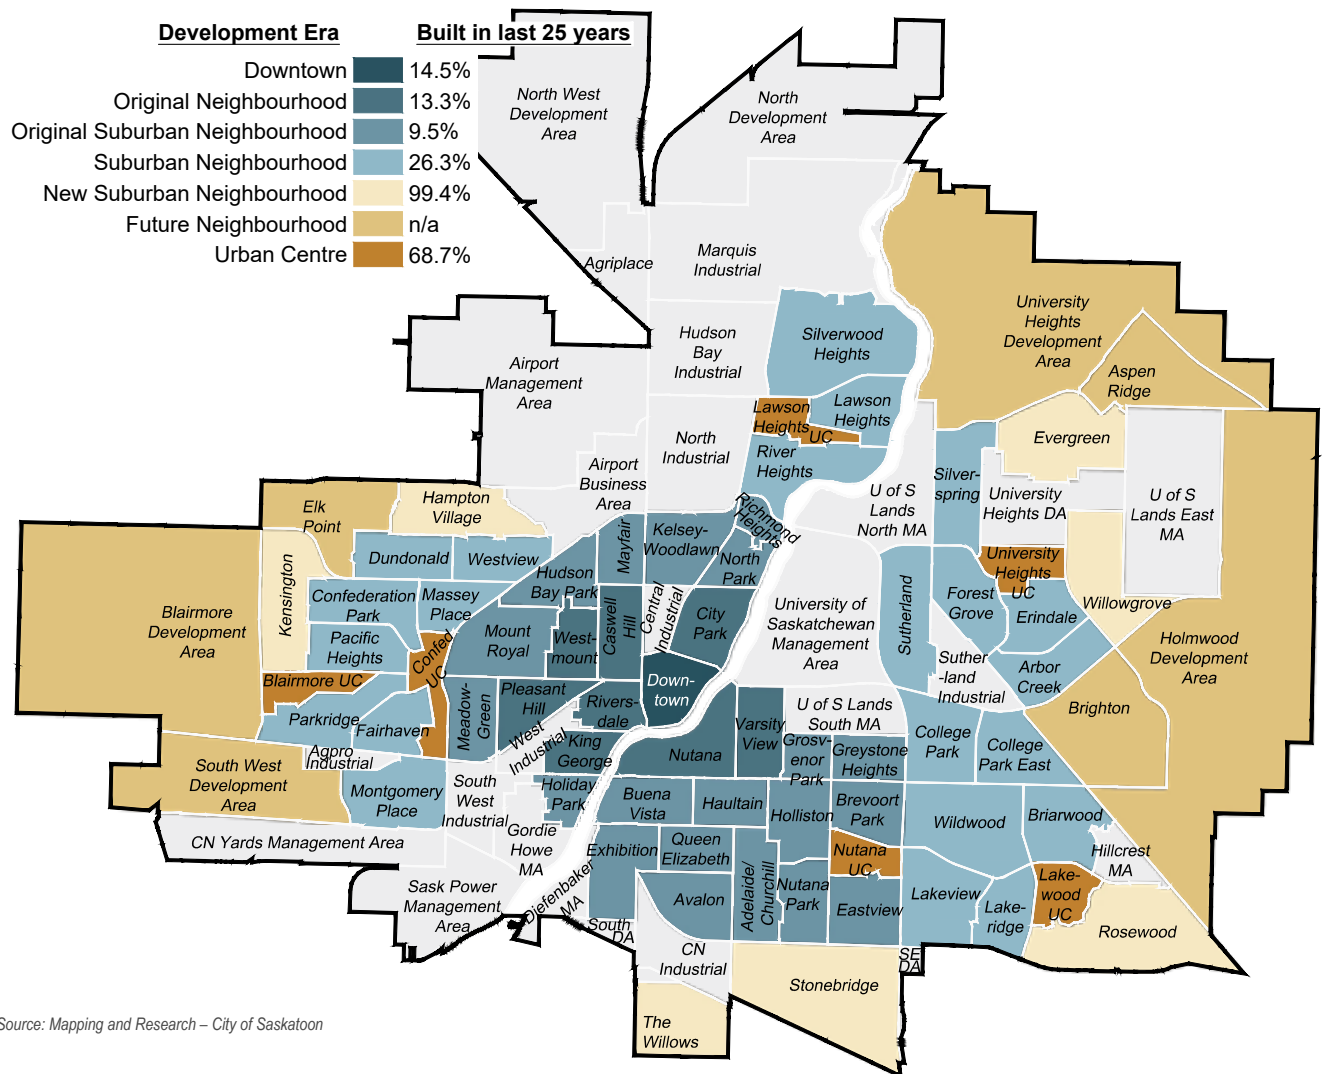 Development Era Built in last 25 years
Downtown 14.5%
Original Neighbourhood 13.3%
Original Suburban Neighbourhood 9.5%
Suburban Neighbourhood 26.3%
New Suburban Neighbourhood 99.4%
Future Neighbourhood n/a
Urban Centre 68.7%
North West
Development
Area
North
Development
Area
Agriplace
Marquis
Industrial
University
Heights
Development
Area
Hudson
Bay
Industrial
Silverwood
Heights
Airport
Management
Area
Aspen
Ridge
Lawson
Heights
UC
Lawson
Heights
North
Industrial
River
Heights
Evergreen
Airport
Business
Area
Silver-
spring
U of S
Lands
North MA
University
Heights DA
U of S
Lands East
MA
Elk
Point
Hampton
Village
Richmond
Heights
Mayfair
Kelsey-
Woodlawn
North
Park
Dundonald
Westview
Hudson
Bay Park
University
Heights
UC
Kensington
Confederation
Park
Massey
Place
Caswell
Hill
Central
Industrial
City
Park
University of
Saskatchewan
Management
Area
Sutherland
Forest
Grove
Erindale
Willowgrove
Blairmore
Development
Area
Pacific
Heights
Confed
UC
Mount
Royal
West-
mount
Holmwood
Development
Area
Suther
-land
Industrial
Arbor
Creek
Blairmore UC
Down-
town
Pleasant
Hill
Rivers-
dale
Meadow-
Green
U of S Lands
South MA
Brighton
Parkridge
Fairhaven
West
Industrial
King
George
Nutana
Varsity
View
Grosv-
enor
Park
Greystone
Heights
College
Park
College
Park East
Agpro
Industrial
South West
Development
Area
Montgomery
Place
South
West
Industrial
Holiday
Park
Buena
Vista
Haultain
Holliston
Brevoort
Park
Wildwood
Briarwood
CN Yards Management Area
Gordie
Howe
MA
Exhibition
Queen
Elizabeth
Nutana
UC
Hillcrest
MA
Sask Power
Management
Area
Diefenbaker
MA
Avalon
Adelaide/
Churchill
Nutana
Park
Eastview
Lakeview
Lake-
ridge
Lake-
wood
UC
South
DA
Rosewood
CN
Industrial
SE
DA
Stonebridge
The
Willows
Source: Mapping and Research – City of Saskatoon